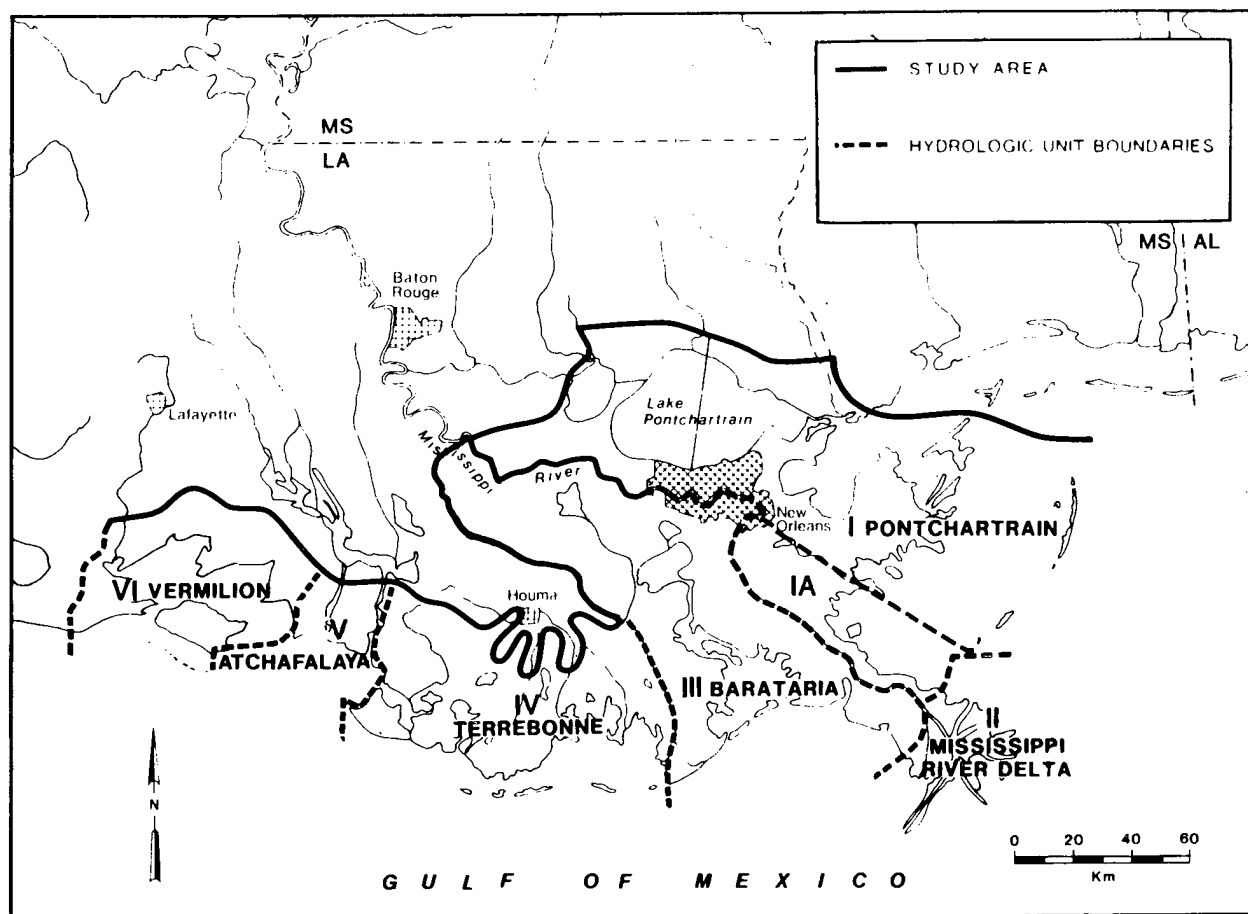 STUDY AREA
HYDROLOGIC UNIT BOUNDARIES
MS
LA
MS AL
Baton
Rouge
Lafayette
Lake
Pontchartrain
Mississippi
River
New
Orleans
I PONTCHARTRAIN
VI VERMILION
IA
Houma
V
ATCHAFALAYA
III BARATARIA
IV
TERREBONNE
II
MISSISSIPPI
RIVER DELTA
N
0 20 40 60
Km
GULF OF MEXICO